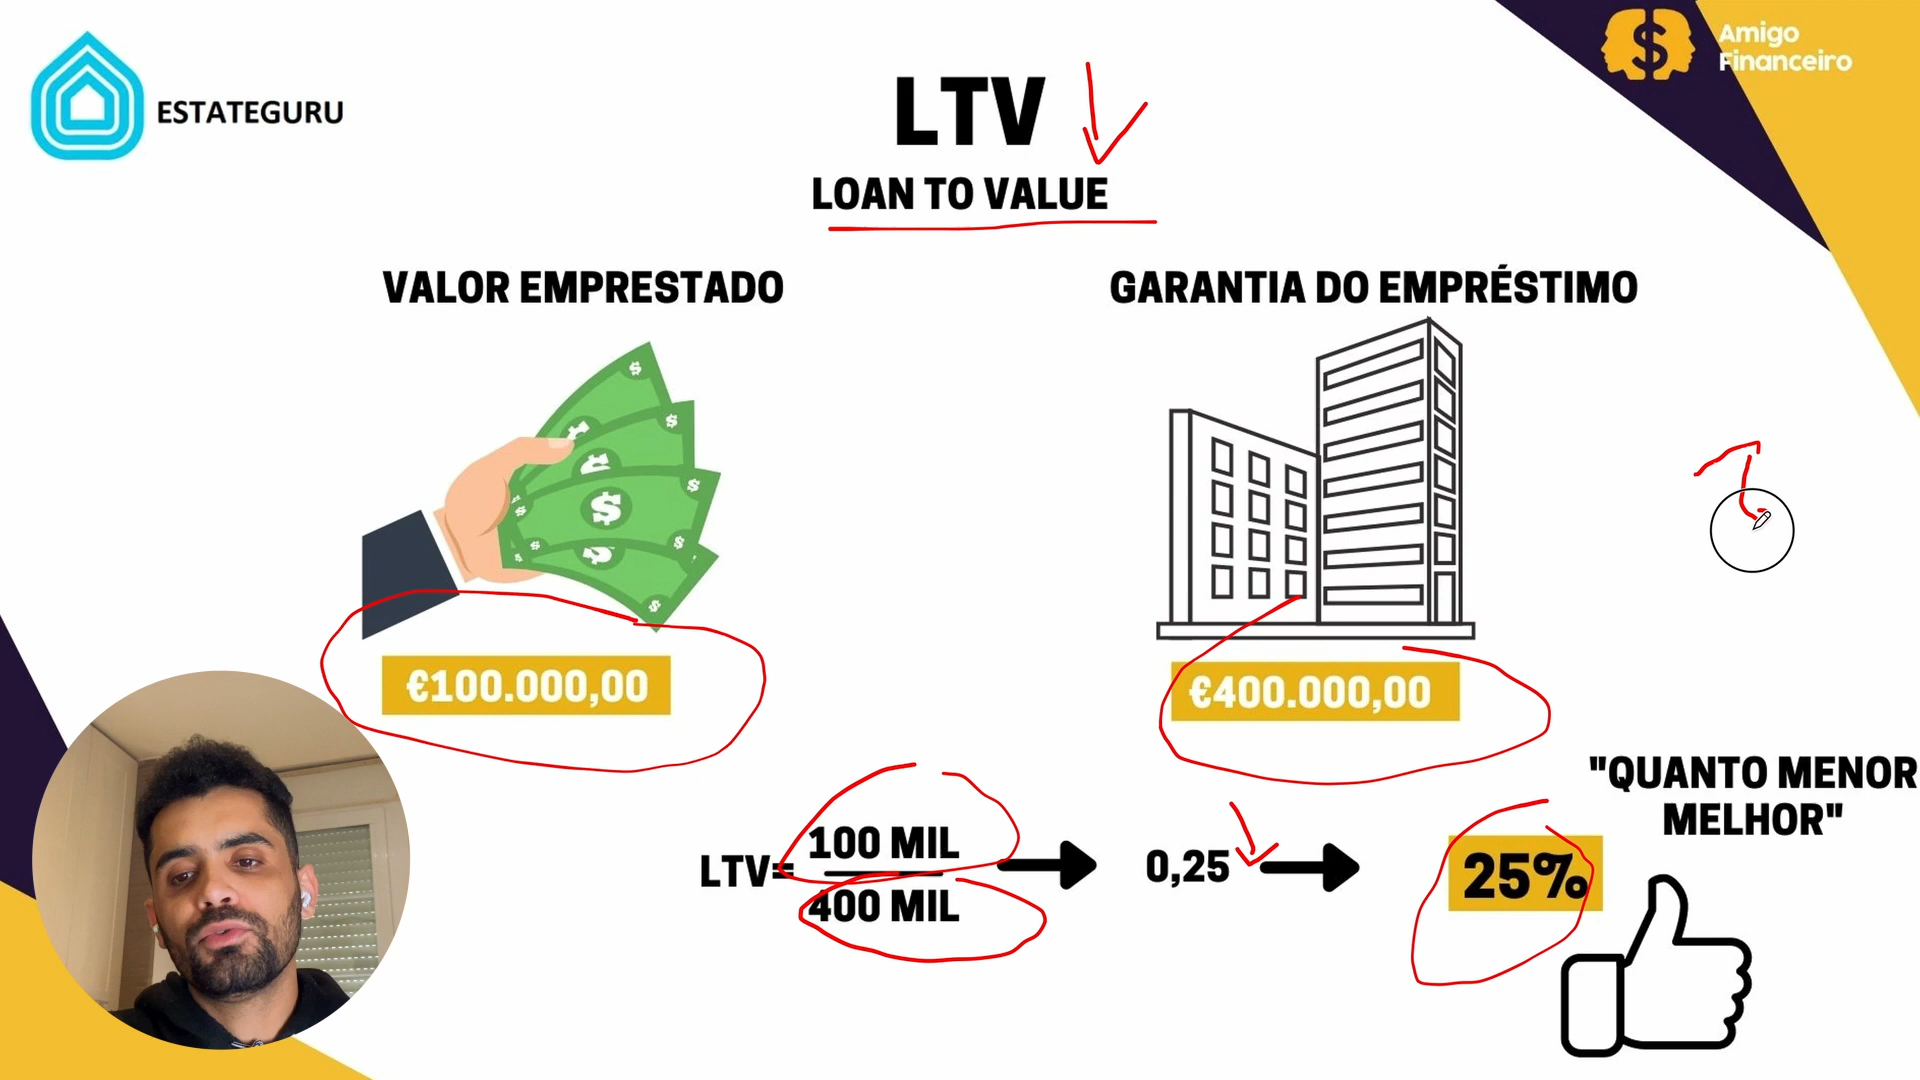 ESTATEGURU
Amigo
Financeiro
LTV
LOAN TO VALUE
VALOR EMPRESTADO
GARANTIA DO EMPRÉSTIMO
€100.000,00
€400.000,00
"QUANTO MENOR
MELHOR"
LTV=
100 MIL
400 MIL
0,25
25%